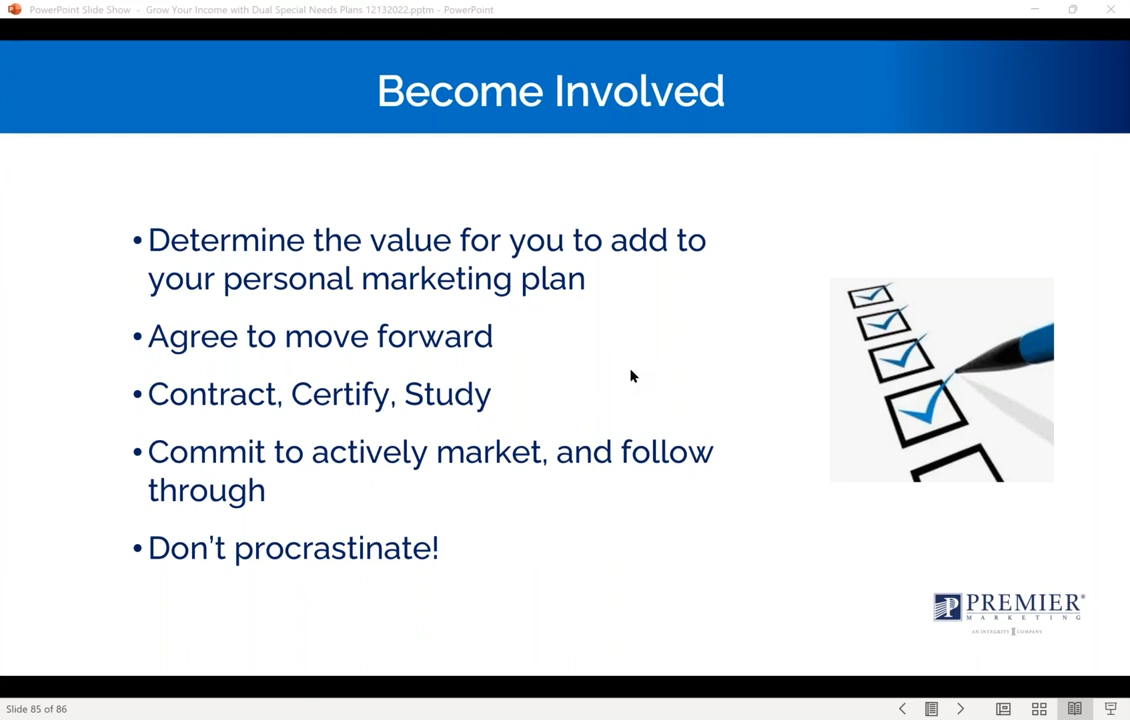 PowerPoint Slide Show - Grow Your Income with Dual Special Needs Plans 12132022.pptm - PowerPoint
Become Involved
•Determine the value for you to add to
your personal marketing plan
•Agree to move forward
•Contract, Certify, Study
•Commit to actively market, and follow
through
•Don’t procrastinate!
PREMIER®
MARKETING
AN INTEGRITY COMPANY
Slide 85 of 86